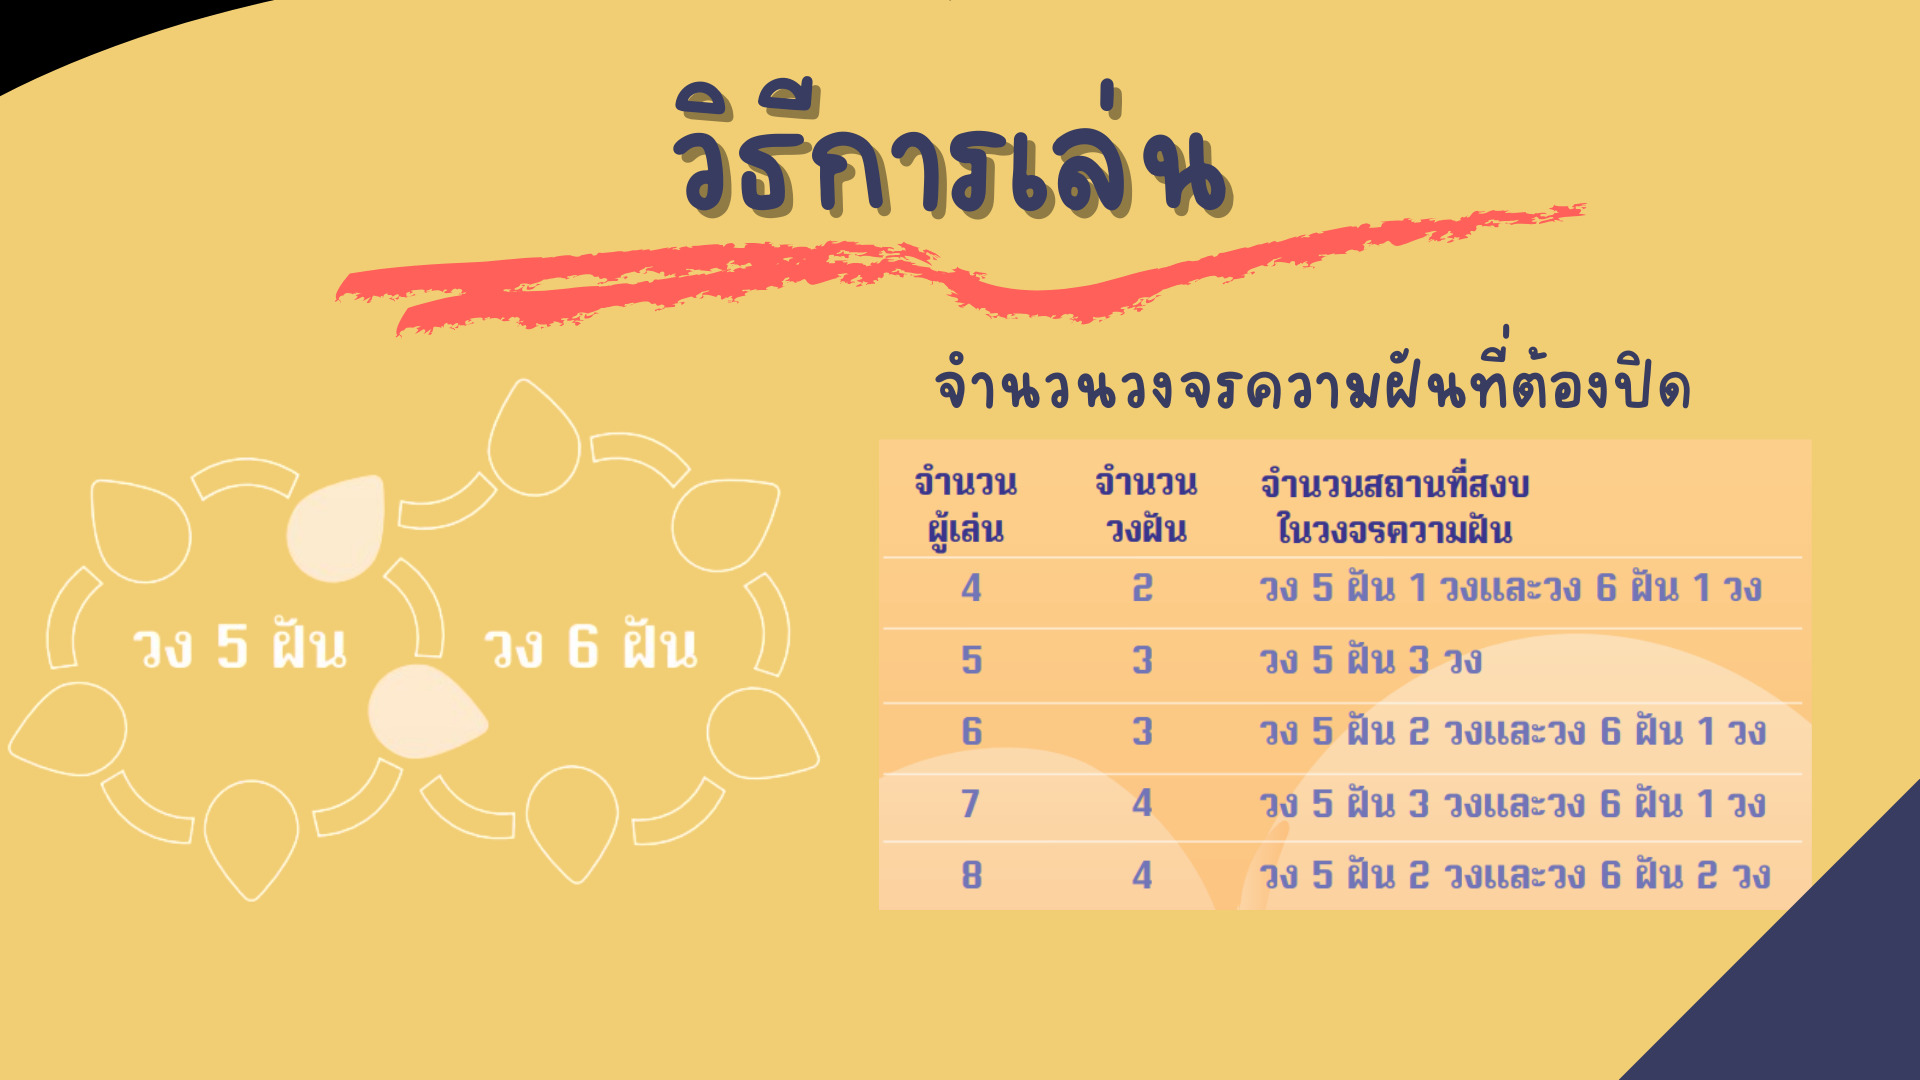 วิธีการเล่น
จำนวนวงจรความฝันที่ต้องปิด
วง 5 ฝัน
วง 6 ฝัน
จำนวน จำนวน จำนวนสถานที่สงบ
ผู้เล่น วงฝัน ในวงจรความฝัน
4 2 วง 5 ฝัน 1 วงและวง 6 ฝัน 1 วง
5 3 วง 5 ฝัน 3 วง
6 3 วง 5 ฝัน 2 วงและวง 6 ฝัน 1 วง
7 4 วง 5 ฝัน 3 วงและวง 6 ฝัน 1 วง
8 4 วง 5 ฝัน 2 วงและวง 6 ฝัน 2 วง